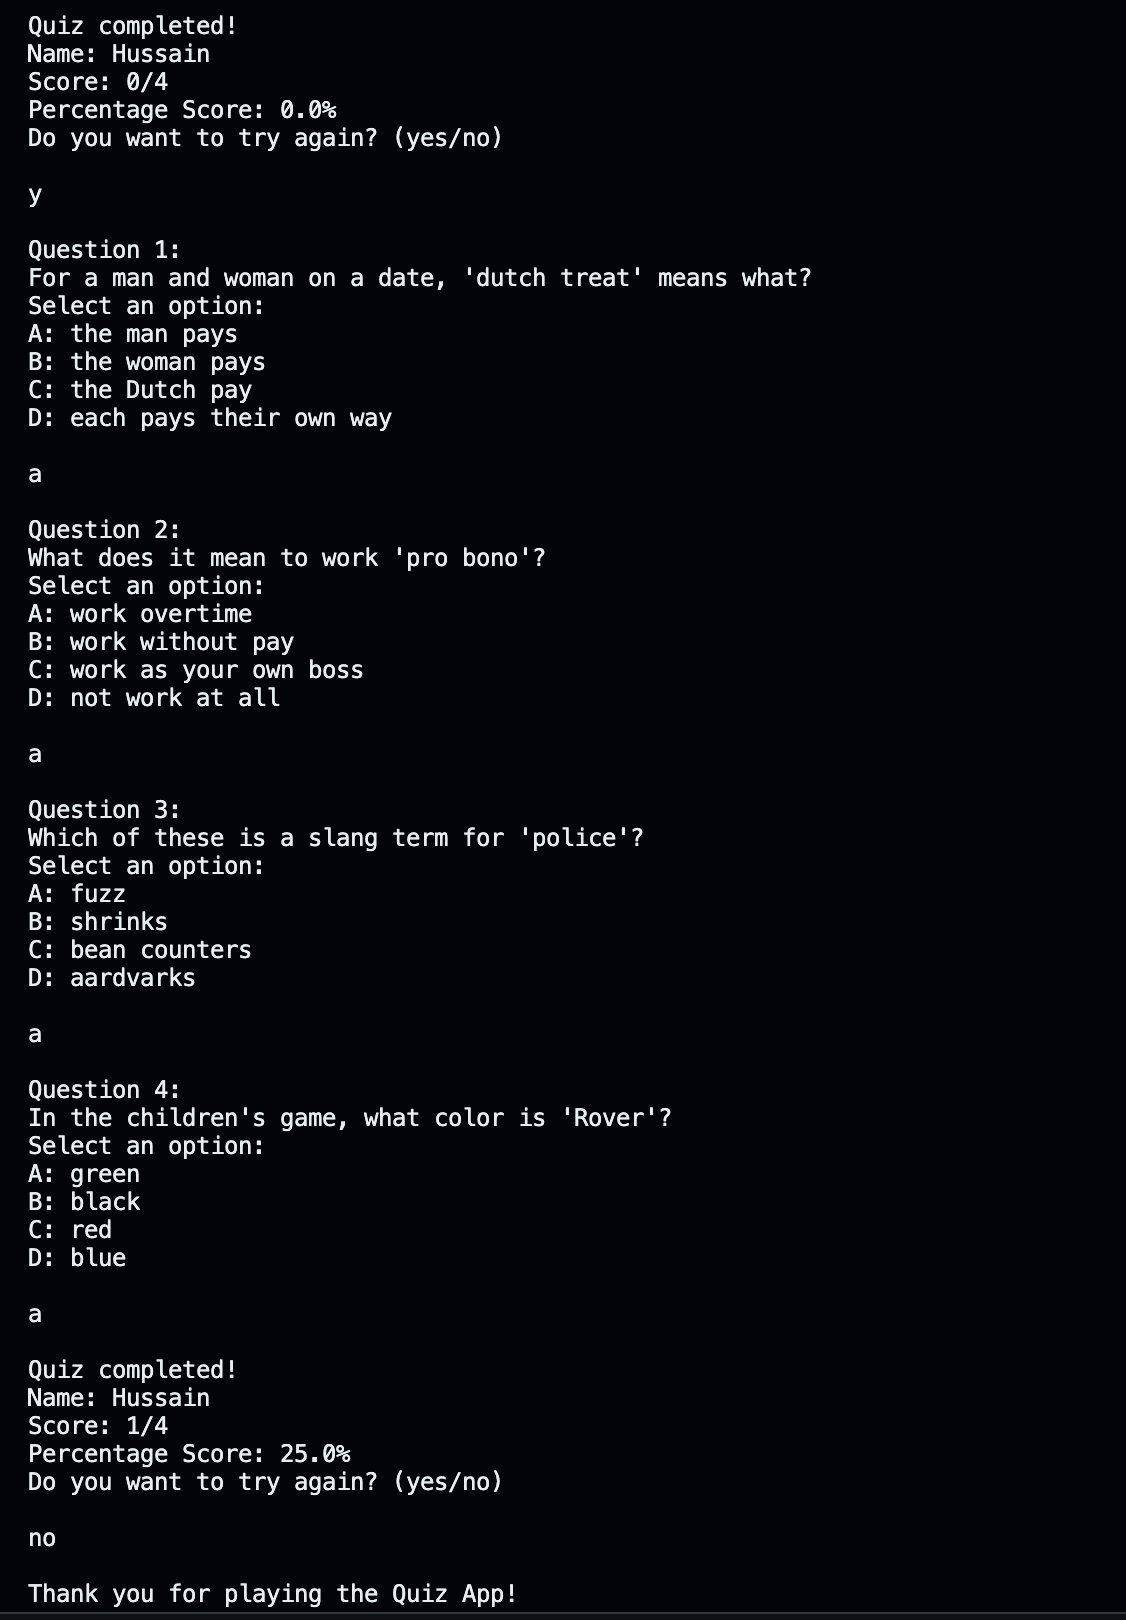 Quiz completed!
Name: Hussain
Score: 0/4
Percentage Score: 0.0%
Do you want to try again? (yes/no)
y
Question 1:
For a man and woman on a date, 'dutch treat' means what?
Select an option:
A: the man pays
B: the woman pays
C: the Dutch pay
D: each pays their own way
a
Question 2:
What does it mean to work 'pro bono'?
Select an option:
A: work overtime
B: work without pay
C: work as your own boss
D: not work at all
a
Question 3:
Which of these is a slang term for 'police'?
Select an option:
A: fuzz
B: shrinks
C: bean counters
D: aardvarks
a
Question 4:
In the children's game, what color is 'Rover'?
Select an option:
A: green
B: black
C: red
D: blue
a
Quiz completed!
Name: Hussain
Score: 1/4
Percentage Score: 25.0%
Do you want to try again? (yes/no)
no
Thank you for playing the Quiz App!